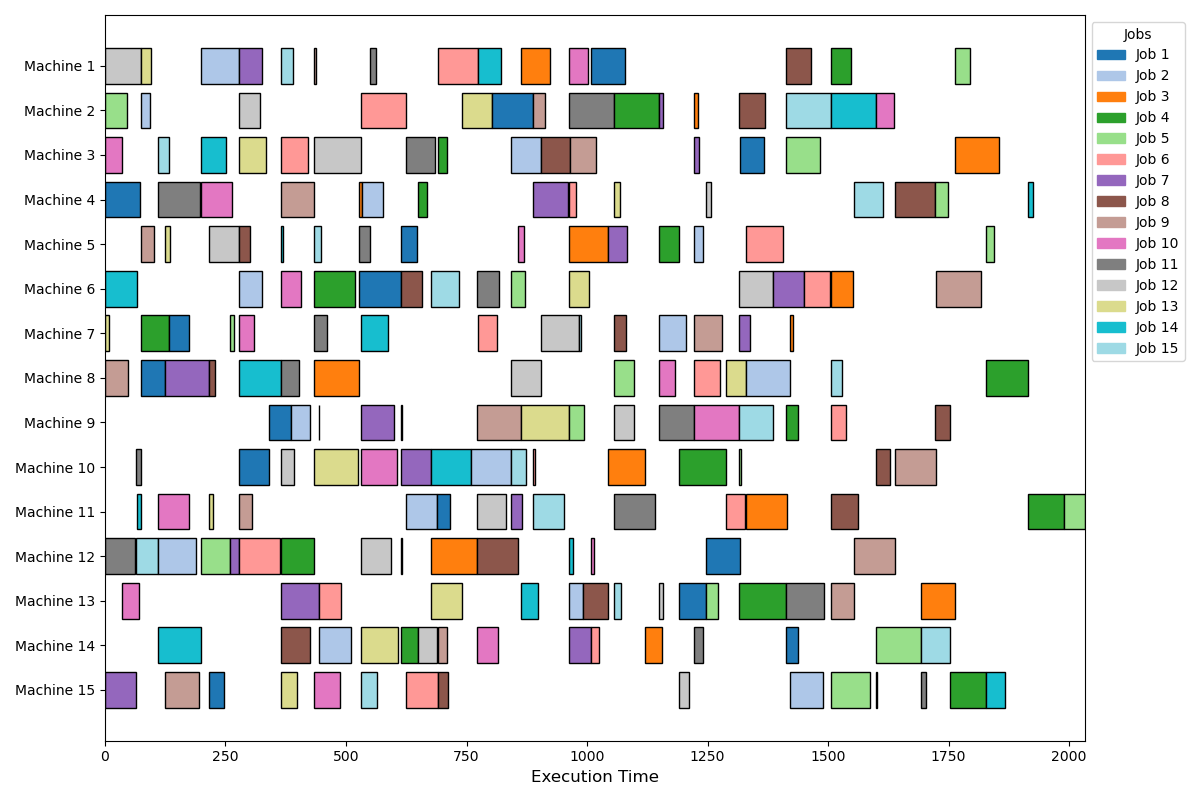 Machine 1
Machine 2
Machine 3
Machine 4
Machine 5
Machine 6
Machine 7
Machine 8
Machine 9
Machine 10
Machine 11
Machine 12
Machine 13
Machine 14
Machine 15
0
250
500
750
1000
1250
1500
1750
2000
Execution Time
Jobs
Job 1
Job 2
Job 3
Job 4
Job 5
Job 6
Job 7
Job 8
Job 9
Job 10
Job 11
Job 12
Job 13
Job 14
Job 15